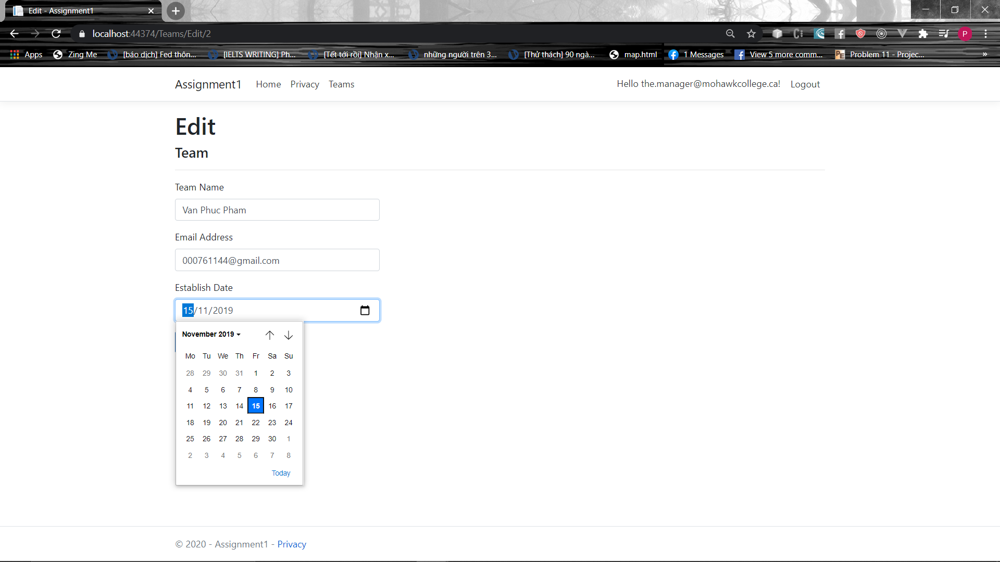 Edit - Assignment1
localhost:44374/Teams/Edit/2
P
Apps Zing Me [báo dịch] Fed thôn... [IELTS WRITING] Ph... [Tết tới rồi] Nhận x... những người trên 3... [Thử thách] 90 ngà... map.html 1 Messages View 5 more comm... Problem 11 - Projec... »
Assignment1 Home Privacy Teams Hello the.manager@mohawkcollege.ca! Logout
Edit
Team
Team Name
Van Phuc Pham
Email Address
000761144@gmail.com
Establish Date
15/11/2019
November 2019
Mo Tu We Th Fr Sa Su
28 29 30 31 1 2 3
4 5 6 7 8 9 10
11 12 13 14 15 16 17
18 19 20 21 22 23 24
25 26 27 28 29 30 1
2 3 4 5 6 7 8
Today
© 2020 - Assignment1 - Privacy